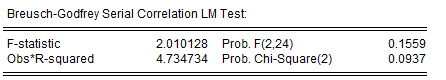 Breusch-Godfrey Serial Correlation LM Test:
F-statistic 2.010128 Prob. F(2,24) 0.1559
Obs*R-squared 4.734734 Prob. Chi-Square(2) 0.0937